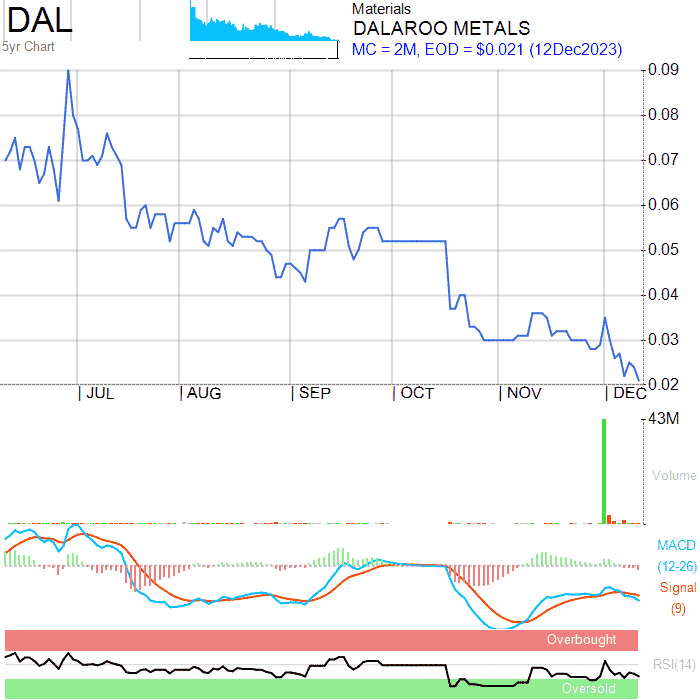 DAL
5yr Chart
Materials
DALAROO METALS
MC = 2M, EOD = $0.021 (12Dec2023)
0.09
0.08
0.07
0.06
0.05
0.04
0.03
0.02
JUL AUG SEP OCT NOV DEC
43M
Volume
MACD
(12-26)
Signal
(9)
Overbought
RSI(14)
Oversold